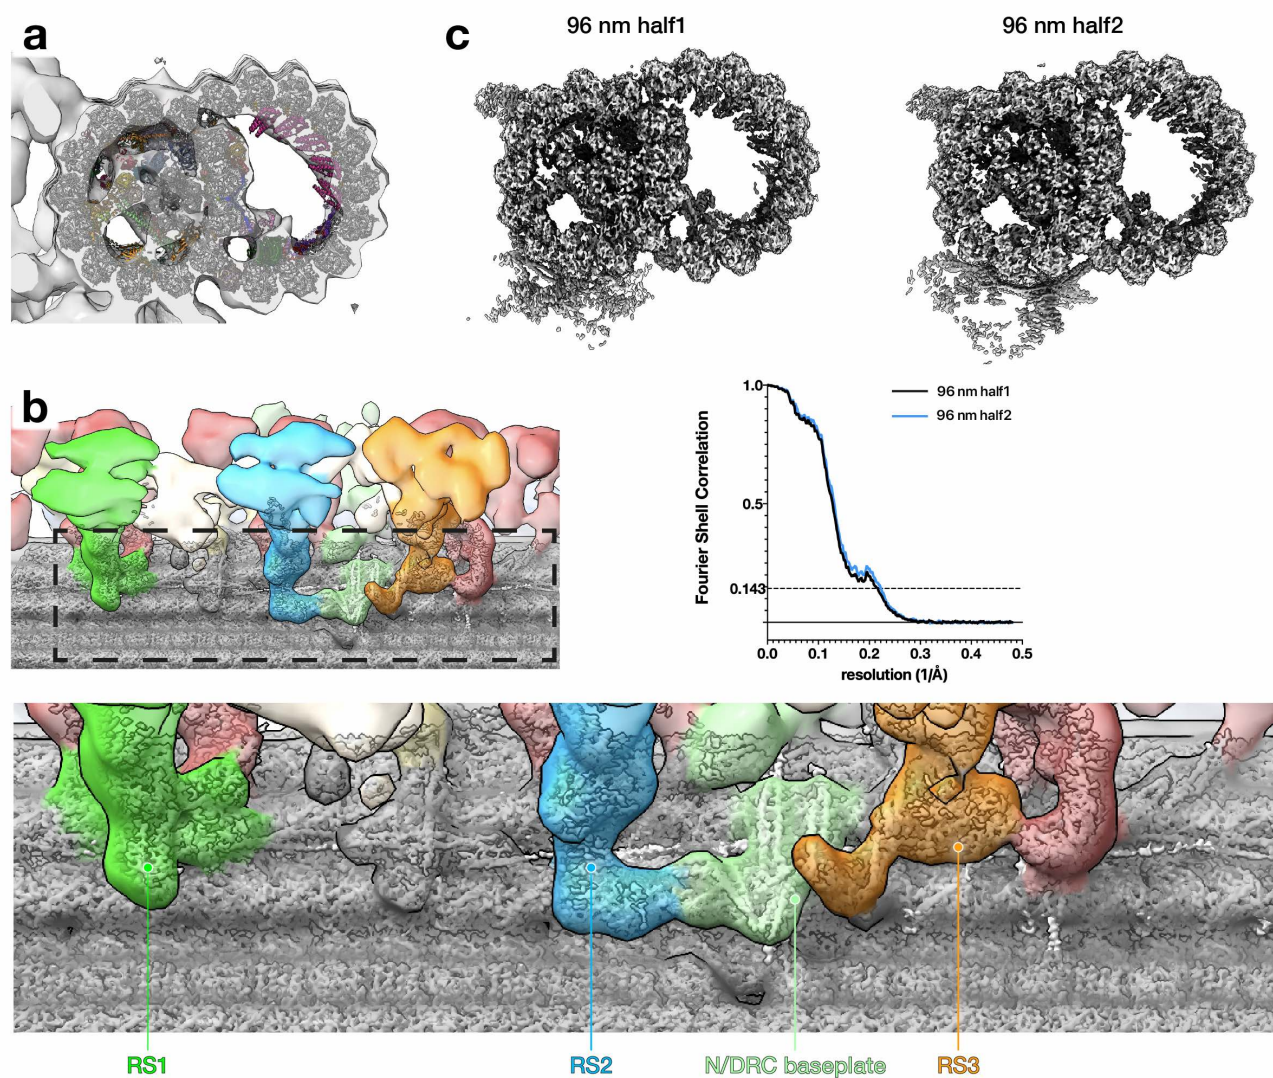 a
c
96 nm half1
96 nm half2
b
1.0
0.5
0.143
Fourier Shell Correlation
96 nm half1
96 nm half2
0.0 0.1 0.2 0.3 0.4 0.5
resolution (1/Å)
RS1
RS2
N/DRC baseplate
RS3